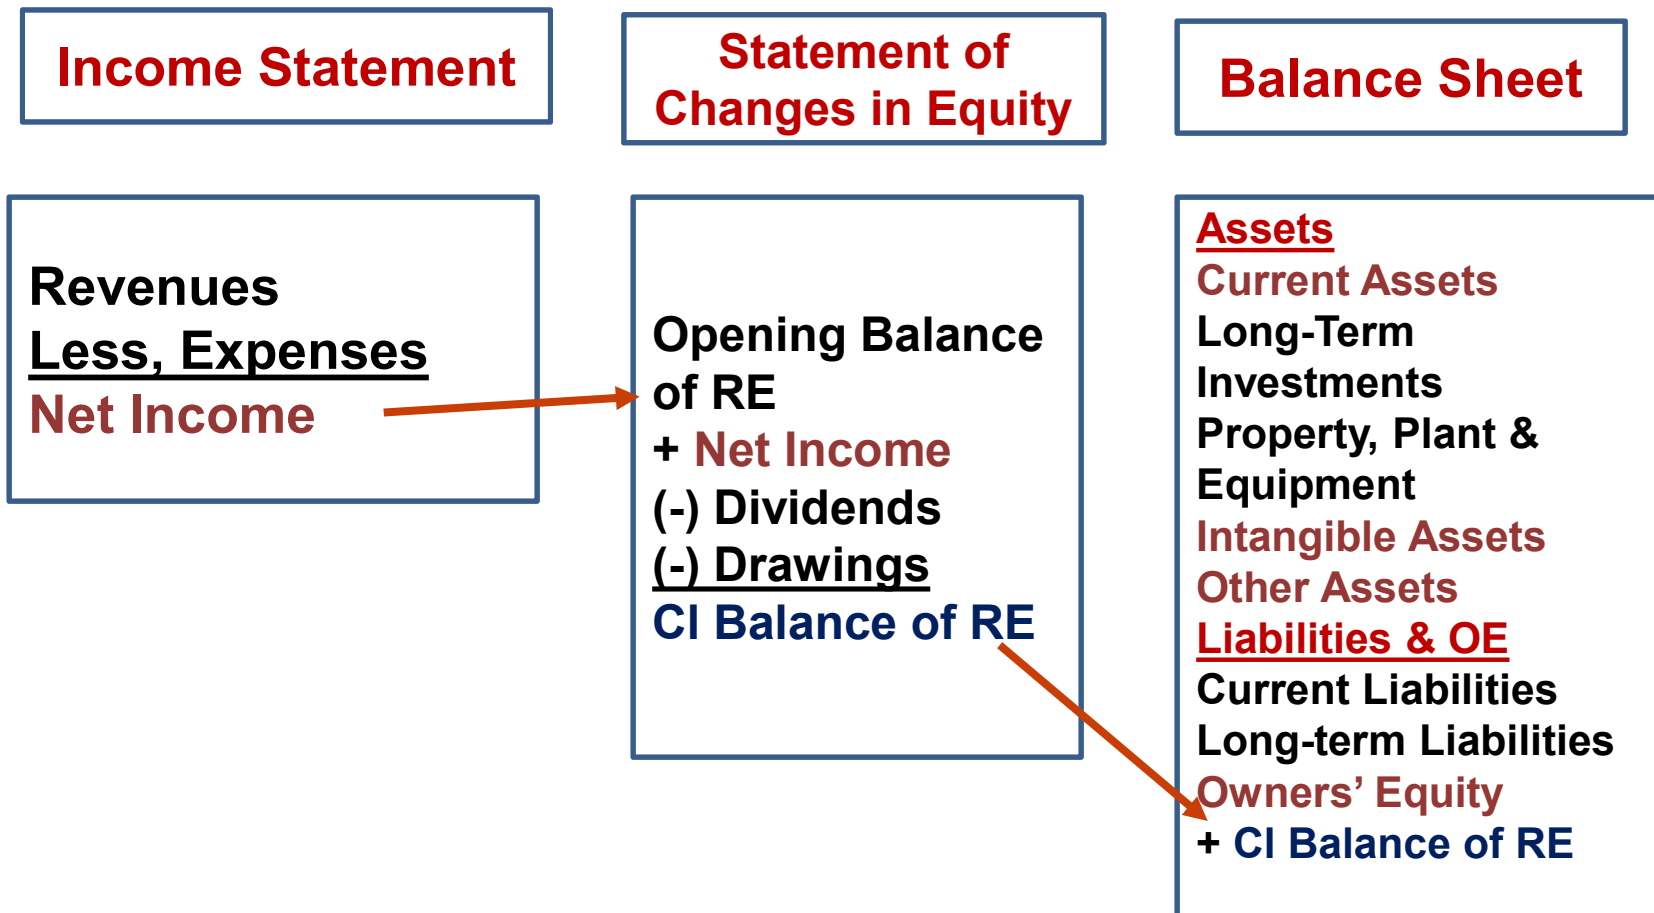 Income Statement
Statement of
Changes in Equity
Balance Sheet
Revenues
Less, Expenses
Net Income
Opening Balance
of RE
+ Net Income
(-) Dividends
(-) Drawings
Cl Balance of RE
Assets
Current Assets
Long-Term
Investments
Property, Plant &
Equipment
Intangible Assets
Other Assets
Liabilities & OE
Current Liabilities
Long-term Liabilities
Owners’ Equity
+ Cl Balance of RE